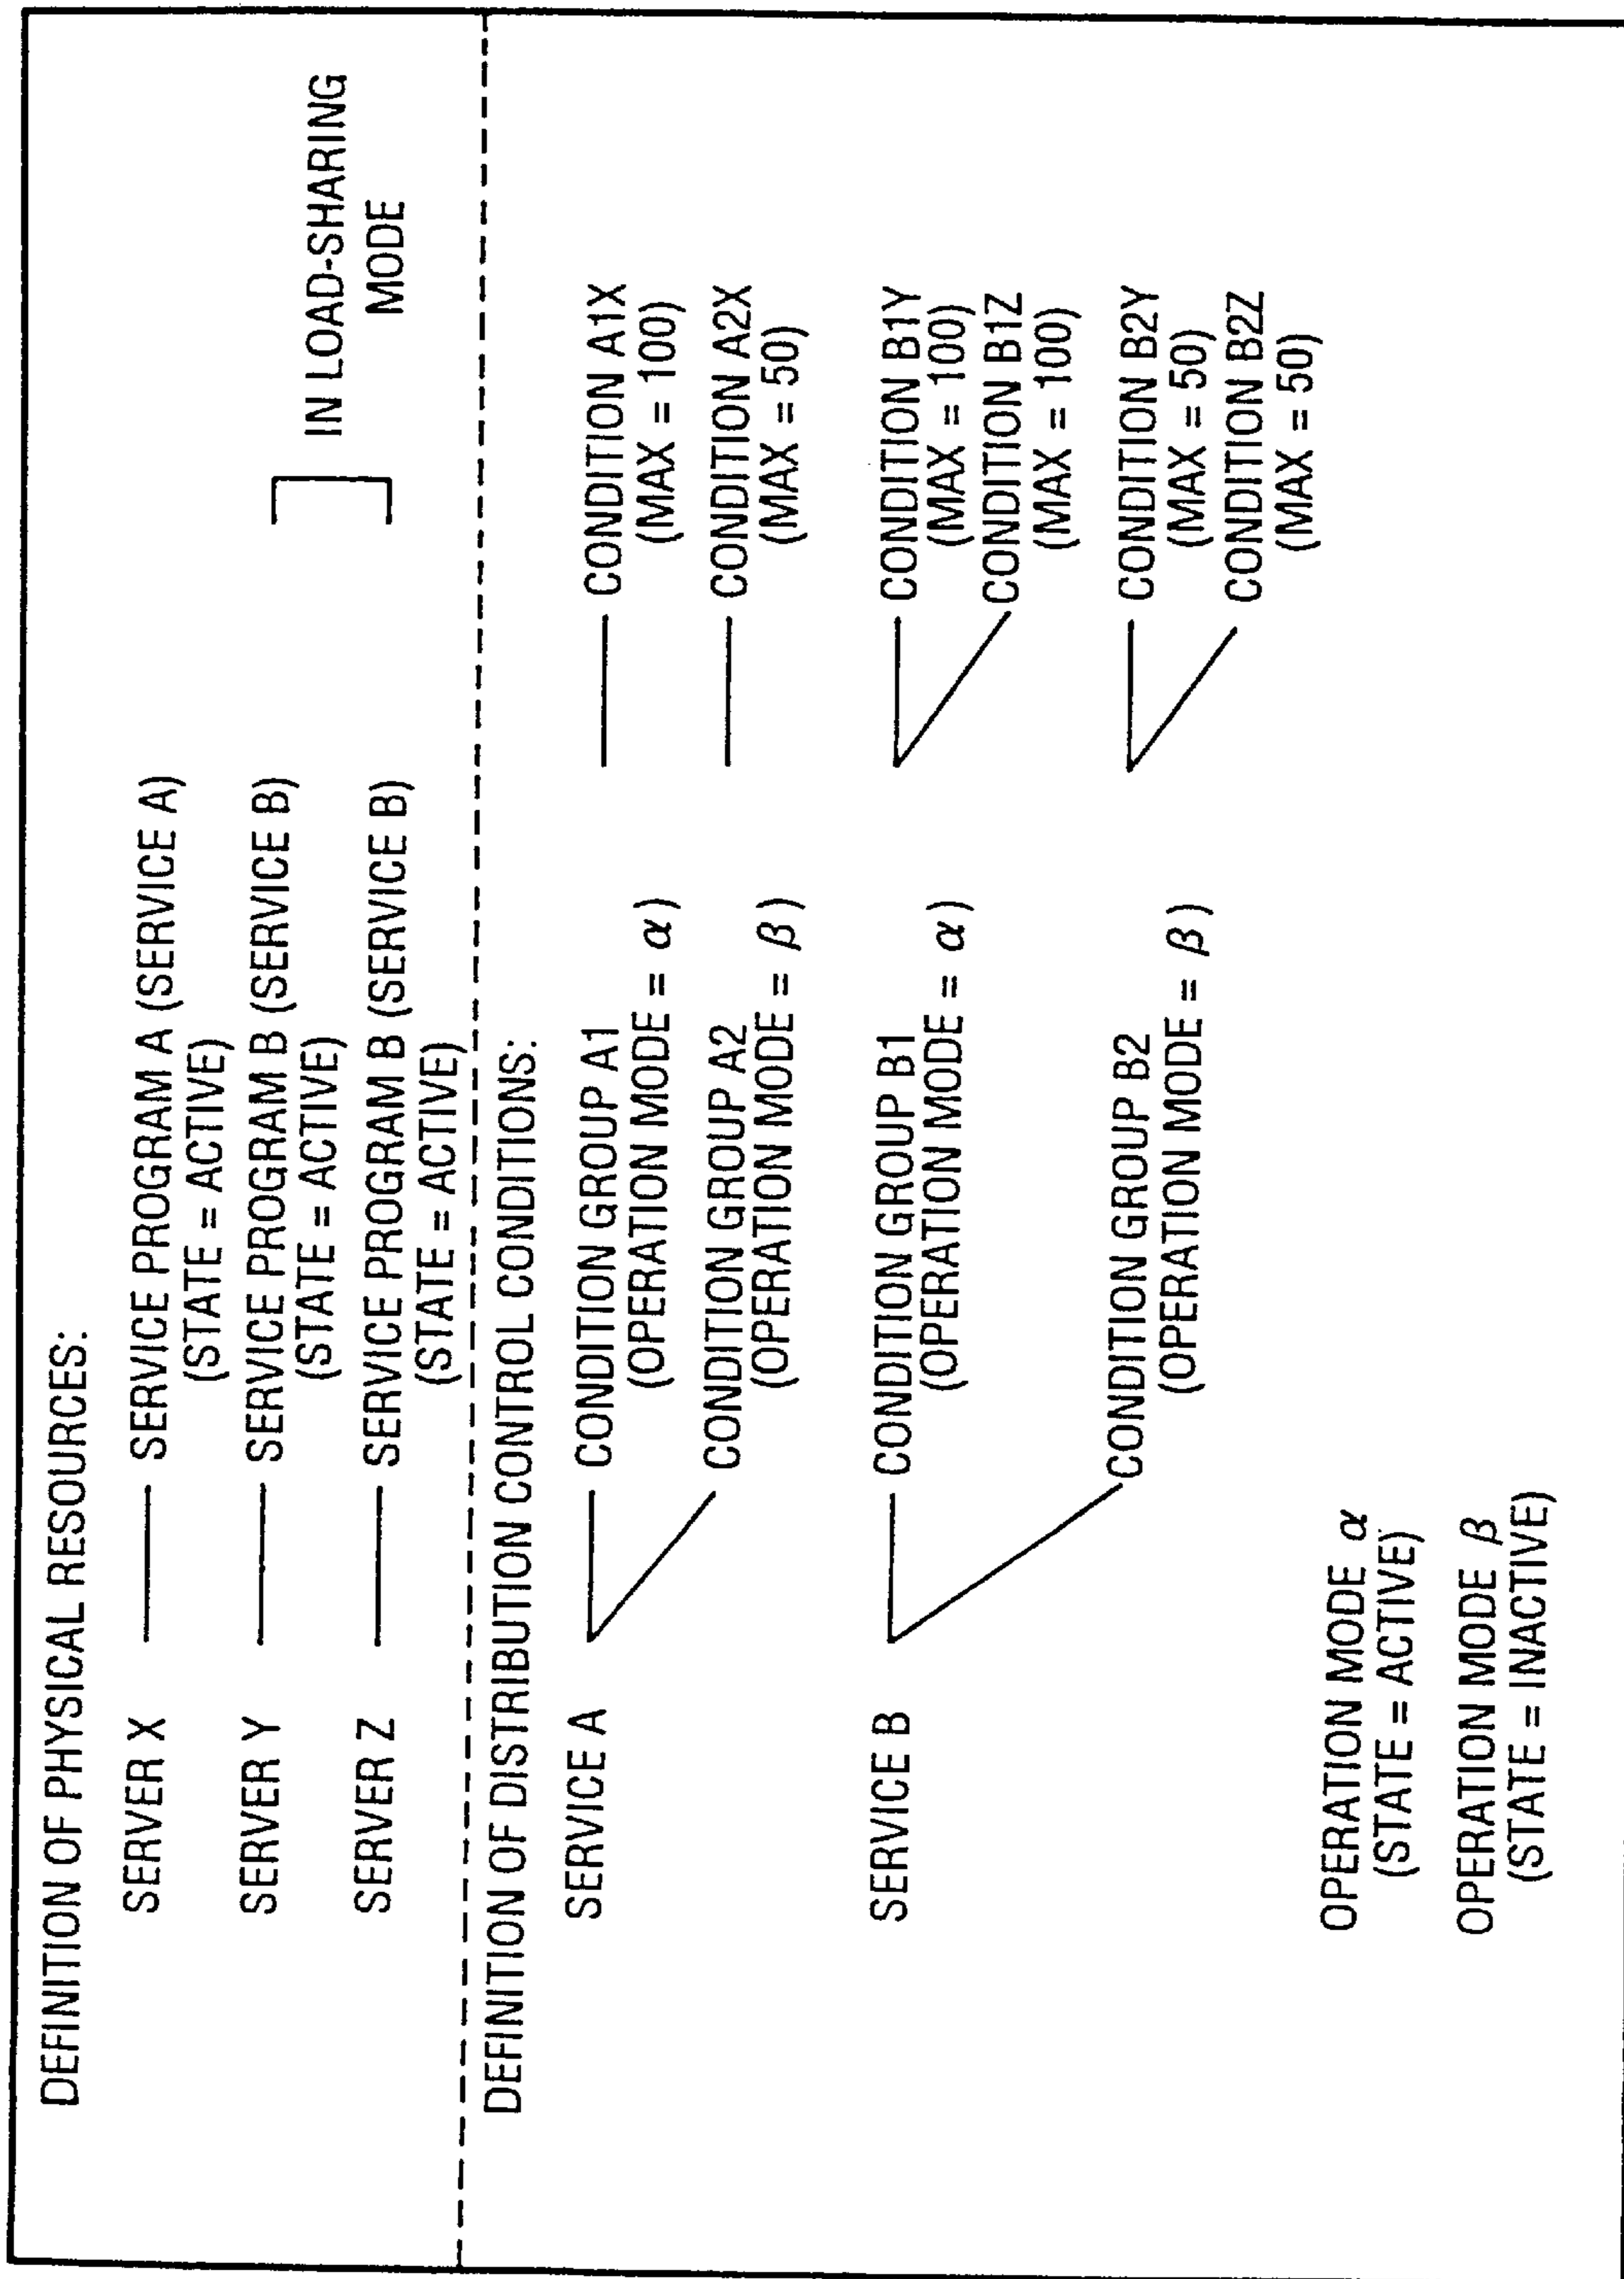 DEFINITION OF PHYSICAL RESOURCES:
SERVER X SERVICE PROGRAM A (SERVICE A)
(STATE = ACTIVE)
SERVER Y SERVICE PROGRAM B (SERVICE B)
(STATE = ACTIVE)
SERVER Z SERVICE PROGRAM B (SERVICE B)
(STATE = ACTIVE)
IN LOAD-SHARING
MODE
DEFINITION OF DISTRIBUTION CONTROL CONDITIONS:
SERVICE A CONDITION GROUP A1 CONDITION A1X
(OPERATION MODE = α) (MAX = 100)
CONDITION GROUP A2 CONDITION A2X
(OPERATION MODE = β) (MAX = 50)
SERVICE B CONDITION GROUP B1 CONDITION B1Y
(OPERATION MODE = α) (MAX = 100)
CONDITION B1Z
(MAX = 100)
CONDITION GROUP B2 CONDITION B2Y
(OPERATION MODE = β) (MAX = 50)
CONDITION B2Z
(MAX = 50)
OPERATION MODE α
(STATE = ACTIVE)
OPERATION MODE β
(STATE = INACTIVE)